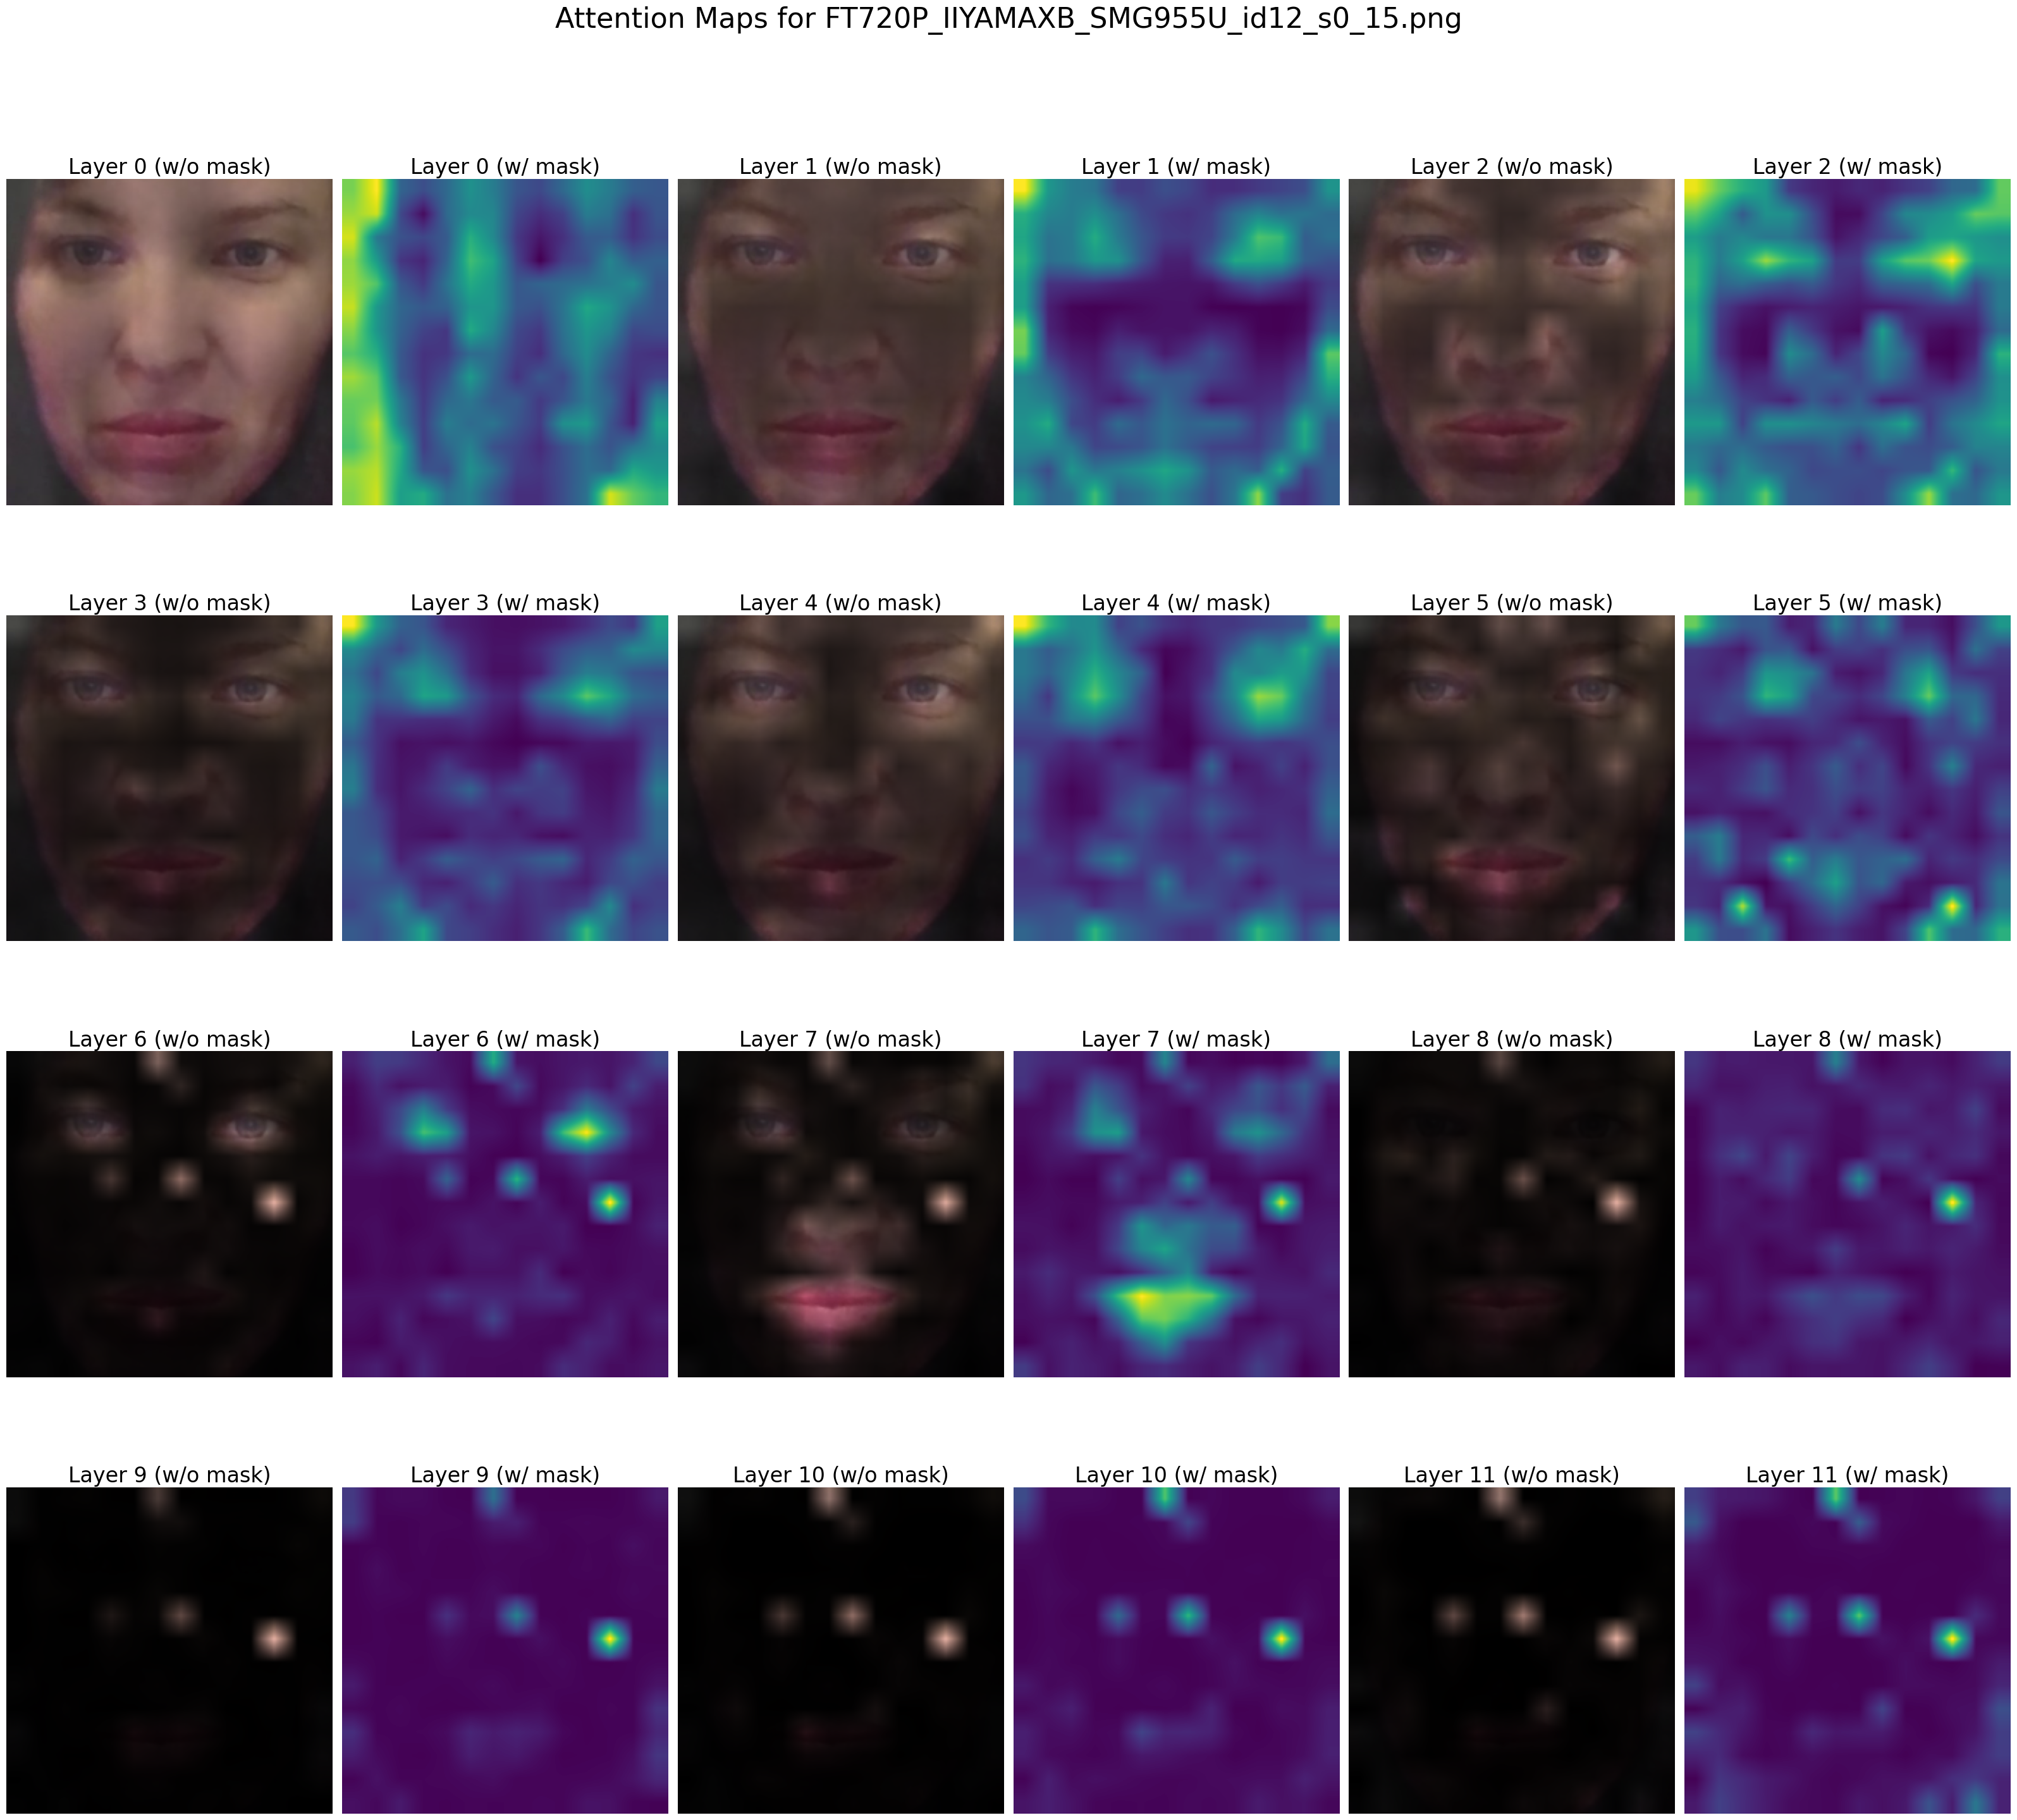 Attention Maps for FT720P_IIYAMAXB_SMG955U_id12_s0_15.png
Layer 0 (w/o mask) Layer 0 (w/ mask) Layer 1 (w/o mask) Layer 1 (w/ mask) Layer 2 (w/o mask) Layer 2 (w/ mask)
Layer 3 (w/o mask) Layer 3 (w/ mask) Layer 4 (w/o mask) Layer 4 (w/ mask) Layer 5 (w/o mask) Layer 5 (w/ mask)
Layer 6 (w/o mask) Layer 6 (w/ mask) Layer 7 (w/o mask) Layer 7 (w/ mask) Layer 8 (w/o mask) Layer 8 (w/ mask)
Layer 9 (w/o mask) Layer 9 (w/ mask) Layer 10 (w/o mask) Layer 10 (w/ mask) Layer 11 (w/o mask) Layer 11 (w/ mask)